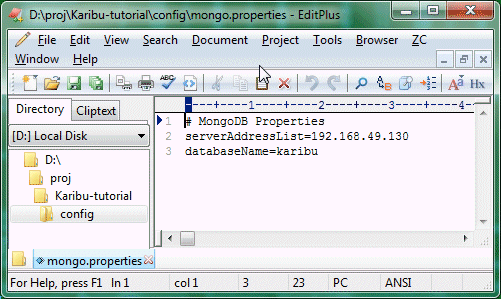 D:\proj\Karibu-tutorial\config\mongo.properties - EditPlus
File Edit View Search Document Project Tools Browser ZC
Window Help
ABC Hx
Directory Cliptext
[D:] Local Disk
D:\
proj
Karibu-tutorial
config
----+----1----+----2----+----3----+----4-
1 # MongoDB Properties
2 serverAddressList=192.168.49.130
3 databaseName=karibu
mongo.properties
For Help, press F1 ln 1 col 1 3 23 PC ANSI